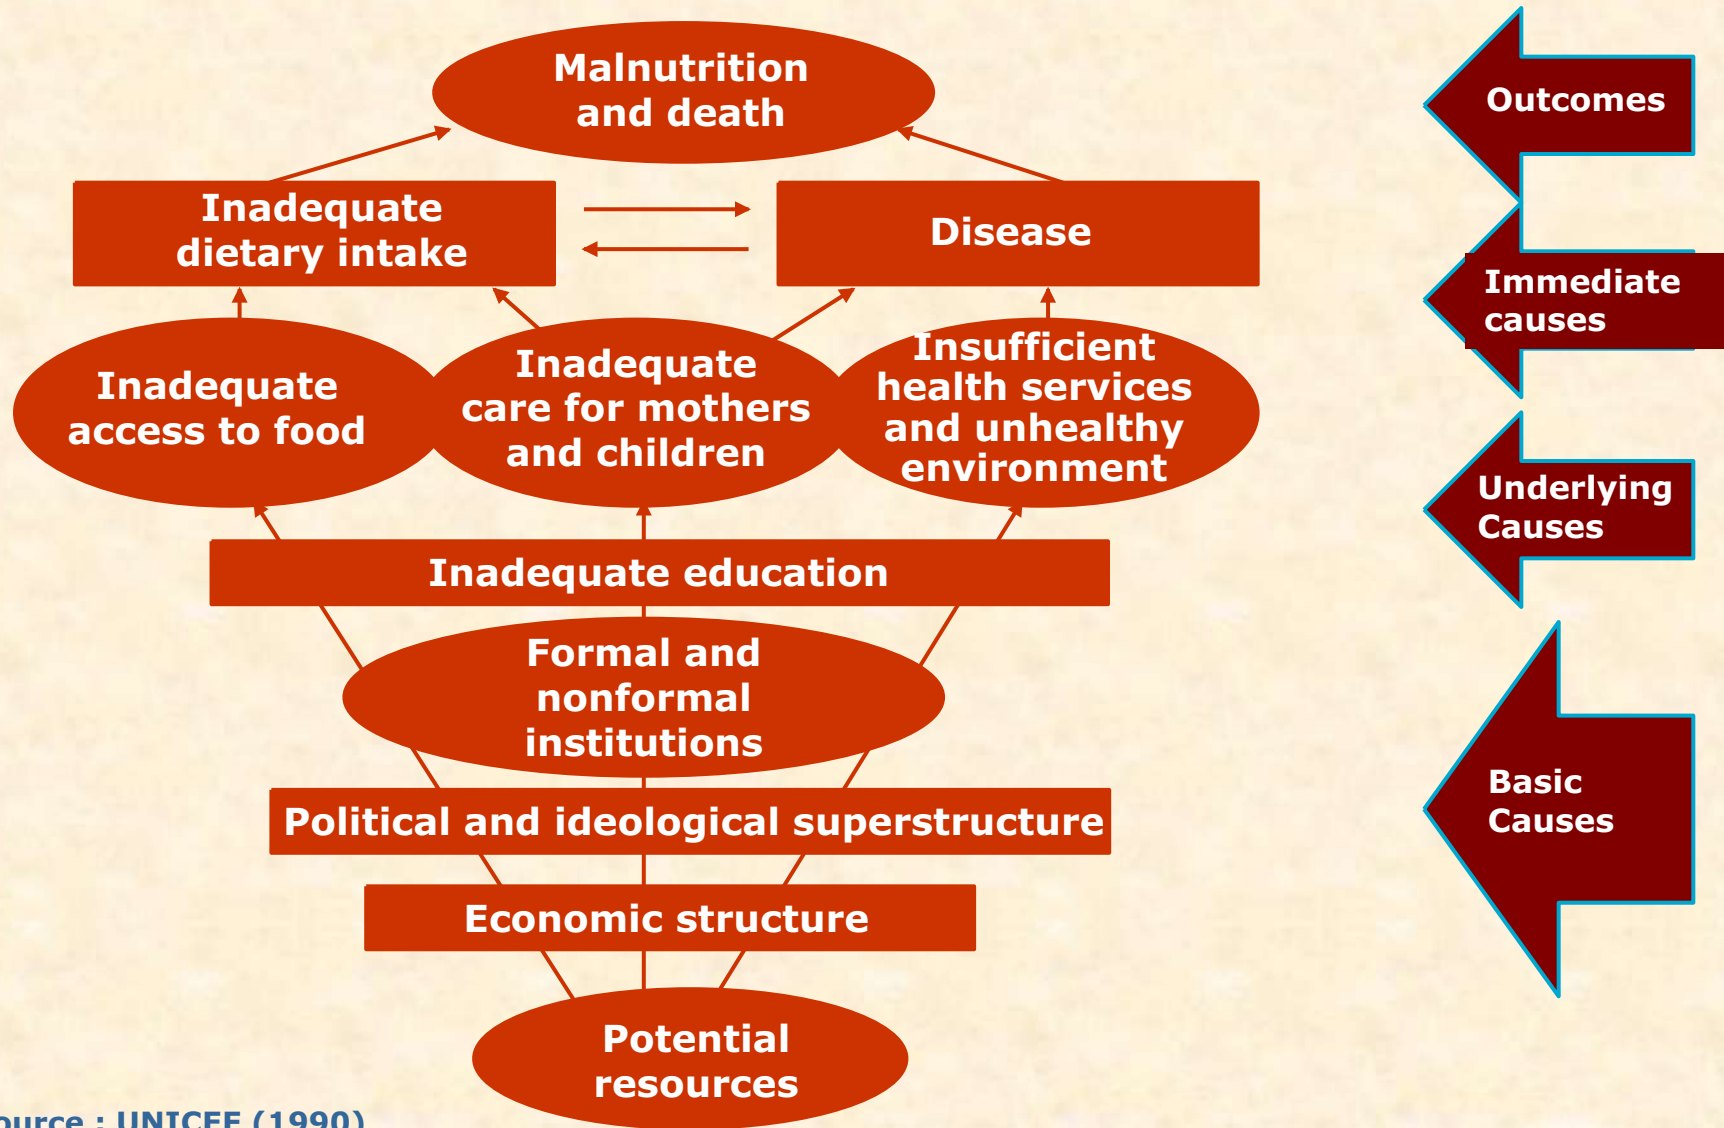 Malnutrition
and death
Outcomes
Inadequate
dietary intake
Disease
Immediate
causes
Inadequate
access to food
Inadequate
care for mothers
and children
Insufficient
health services
and unhealthy
environment
Underlying
Causes
Inadequate education
Formal and
nonformal
institutions
Political and ideological superstructure
Basic
Causes
Economic structure
Potential
resources
ource : UNICEF (1990)